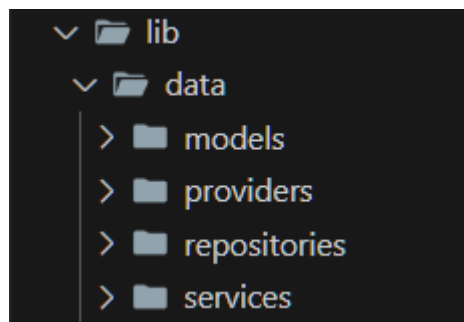 lib
data
models
providers
repositories
services